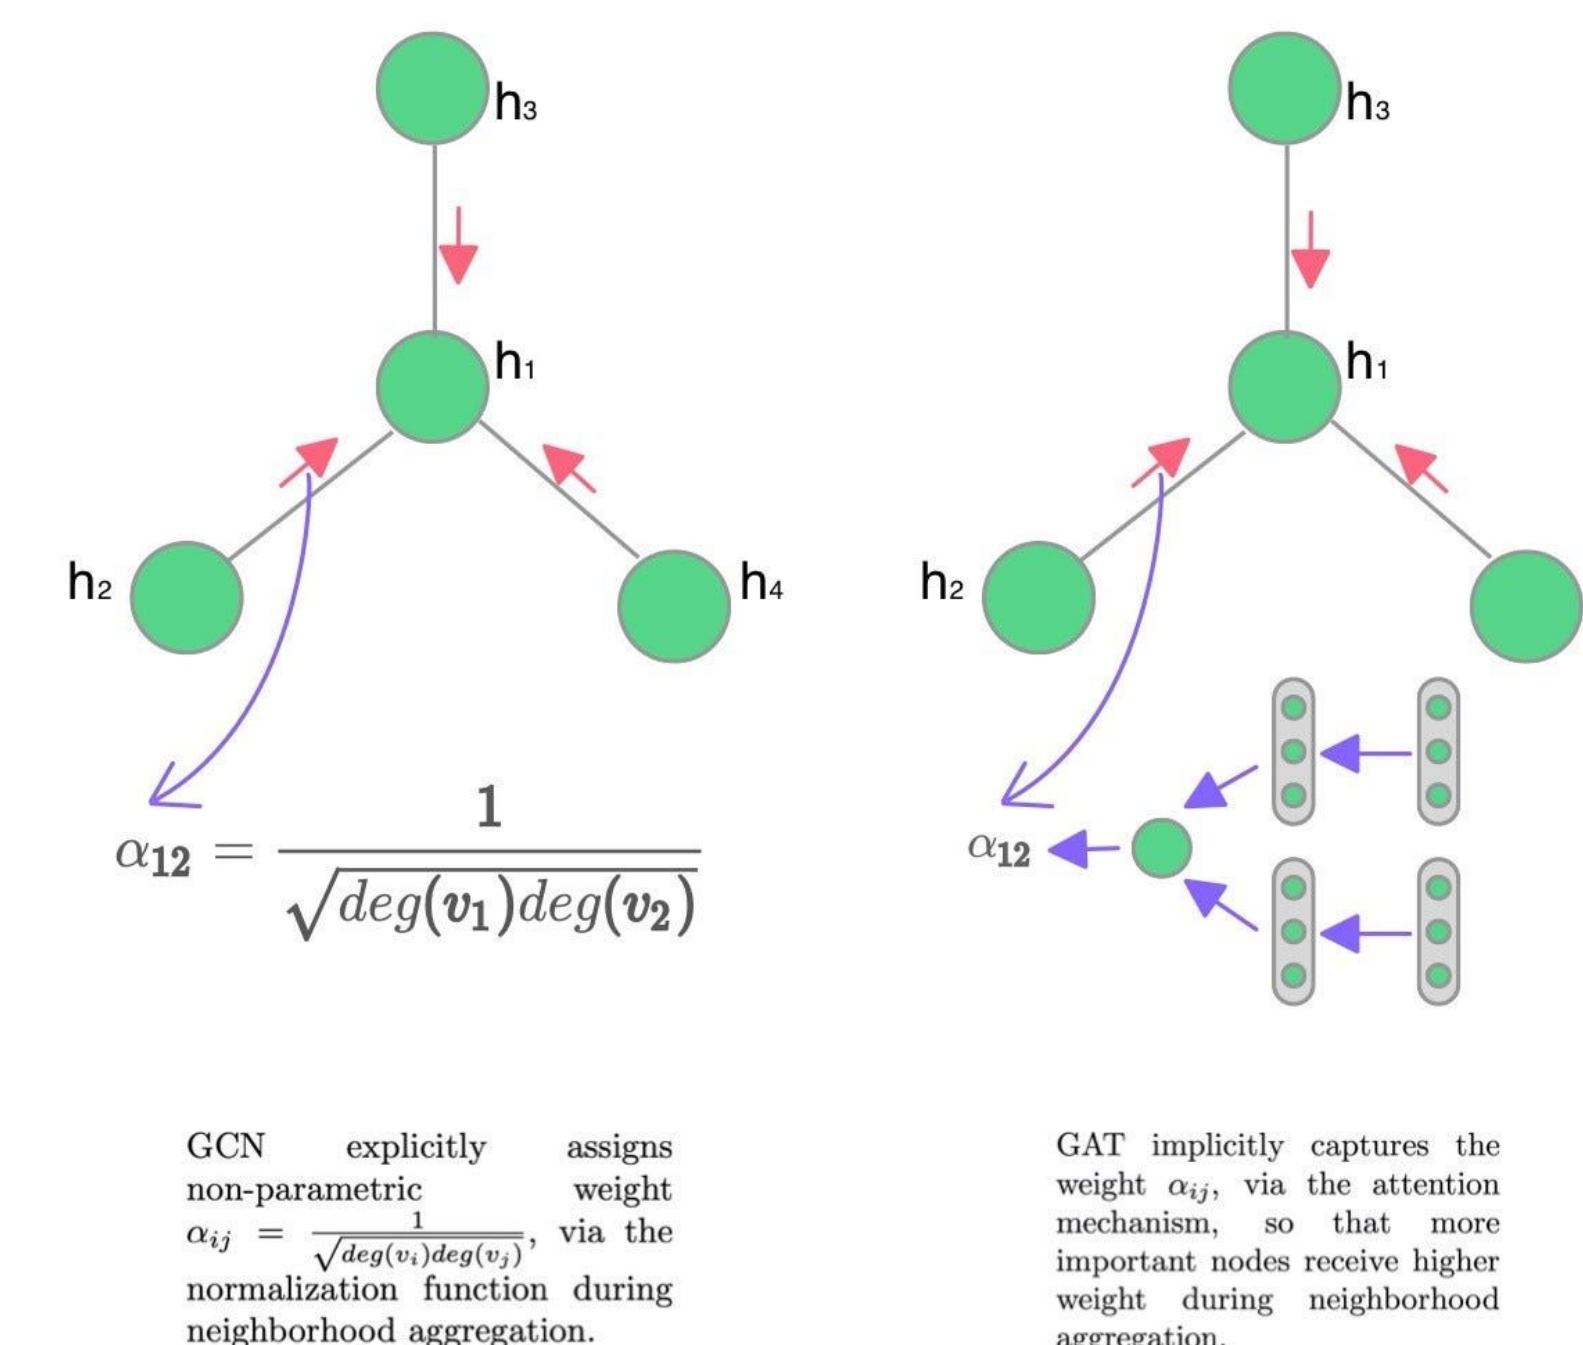 h₃
h₁
h₂
h₄
α₁₂ = 1 / √deg(v₁)deg(v₂)
GCN explicitly assigns
non-parametric weight
αᵢⱼ = 1 / √deg(vᵢ)deg(vⱼ), via the
normalization function during
neighborhood aggregation.
h₃
h₁
h₂
α₁₂
GAT implicitly captures the
weight αᵢⱼ, via the attention
mechanism, so that more
important nodes receive higher
weight during neighborhood
aggregation.